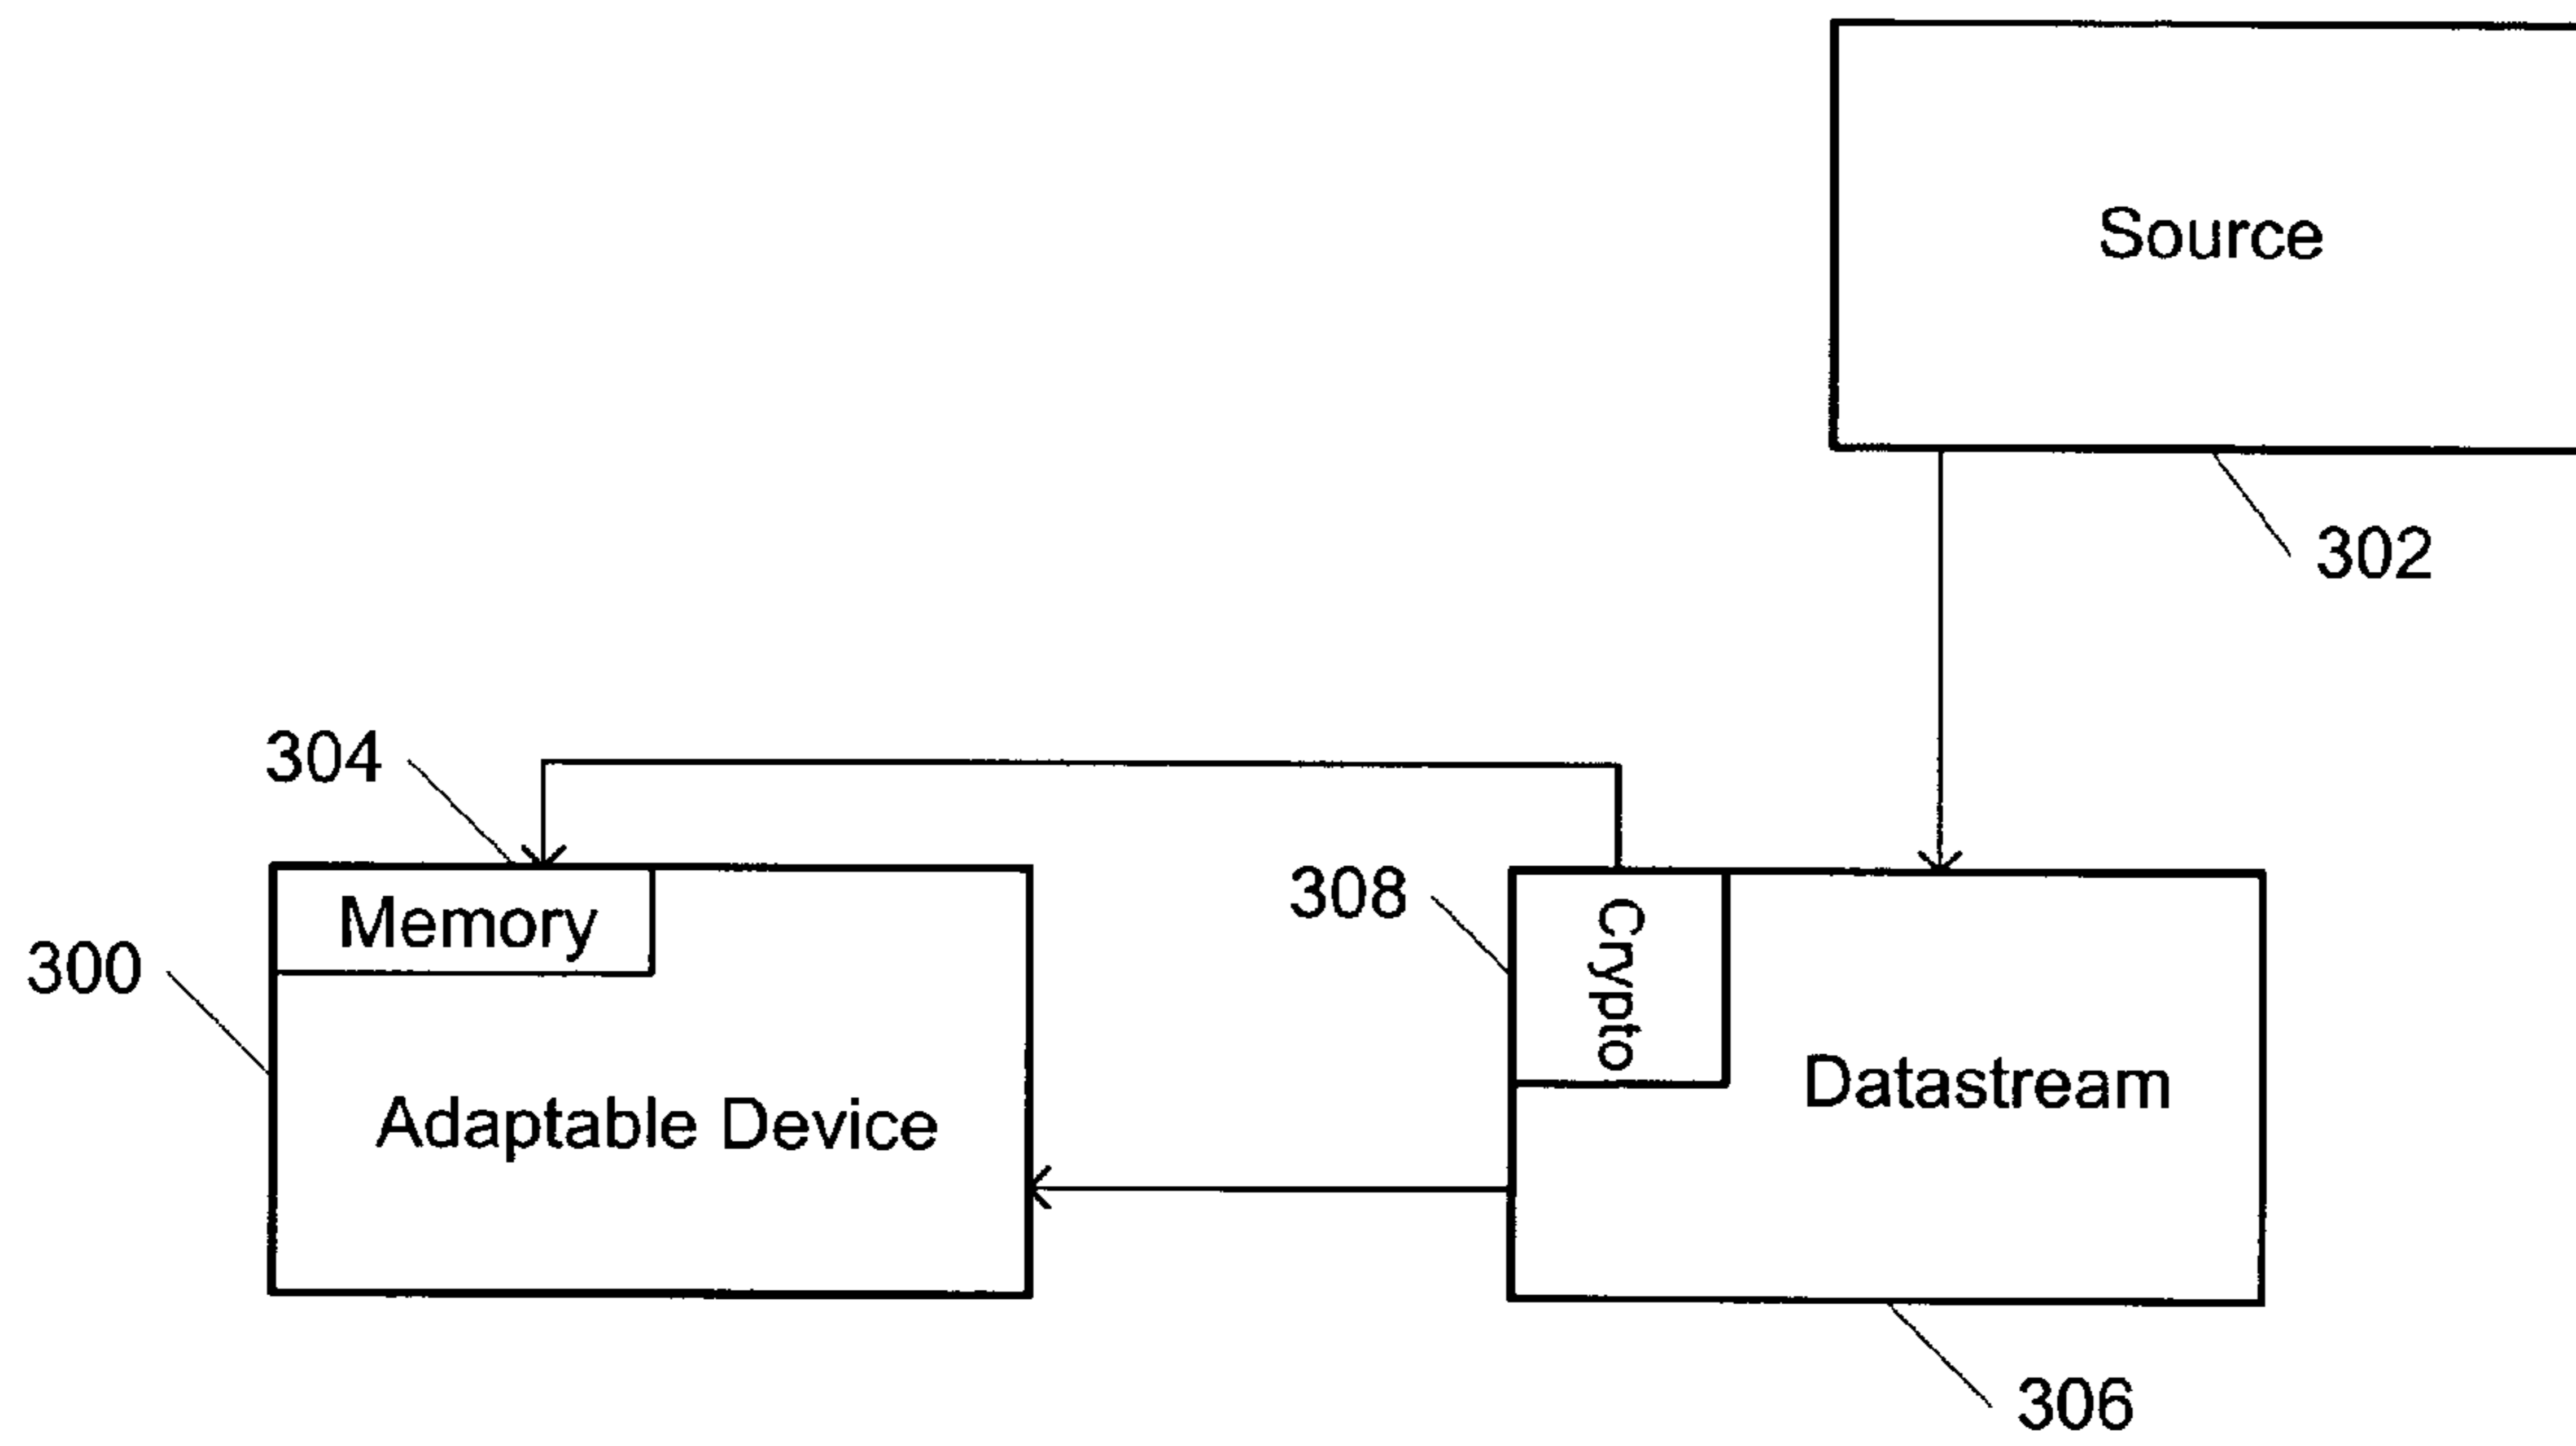 Source
302
304
Memory
308
Crypto
300
Datastream
Adaptable Device
306